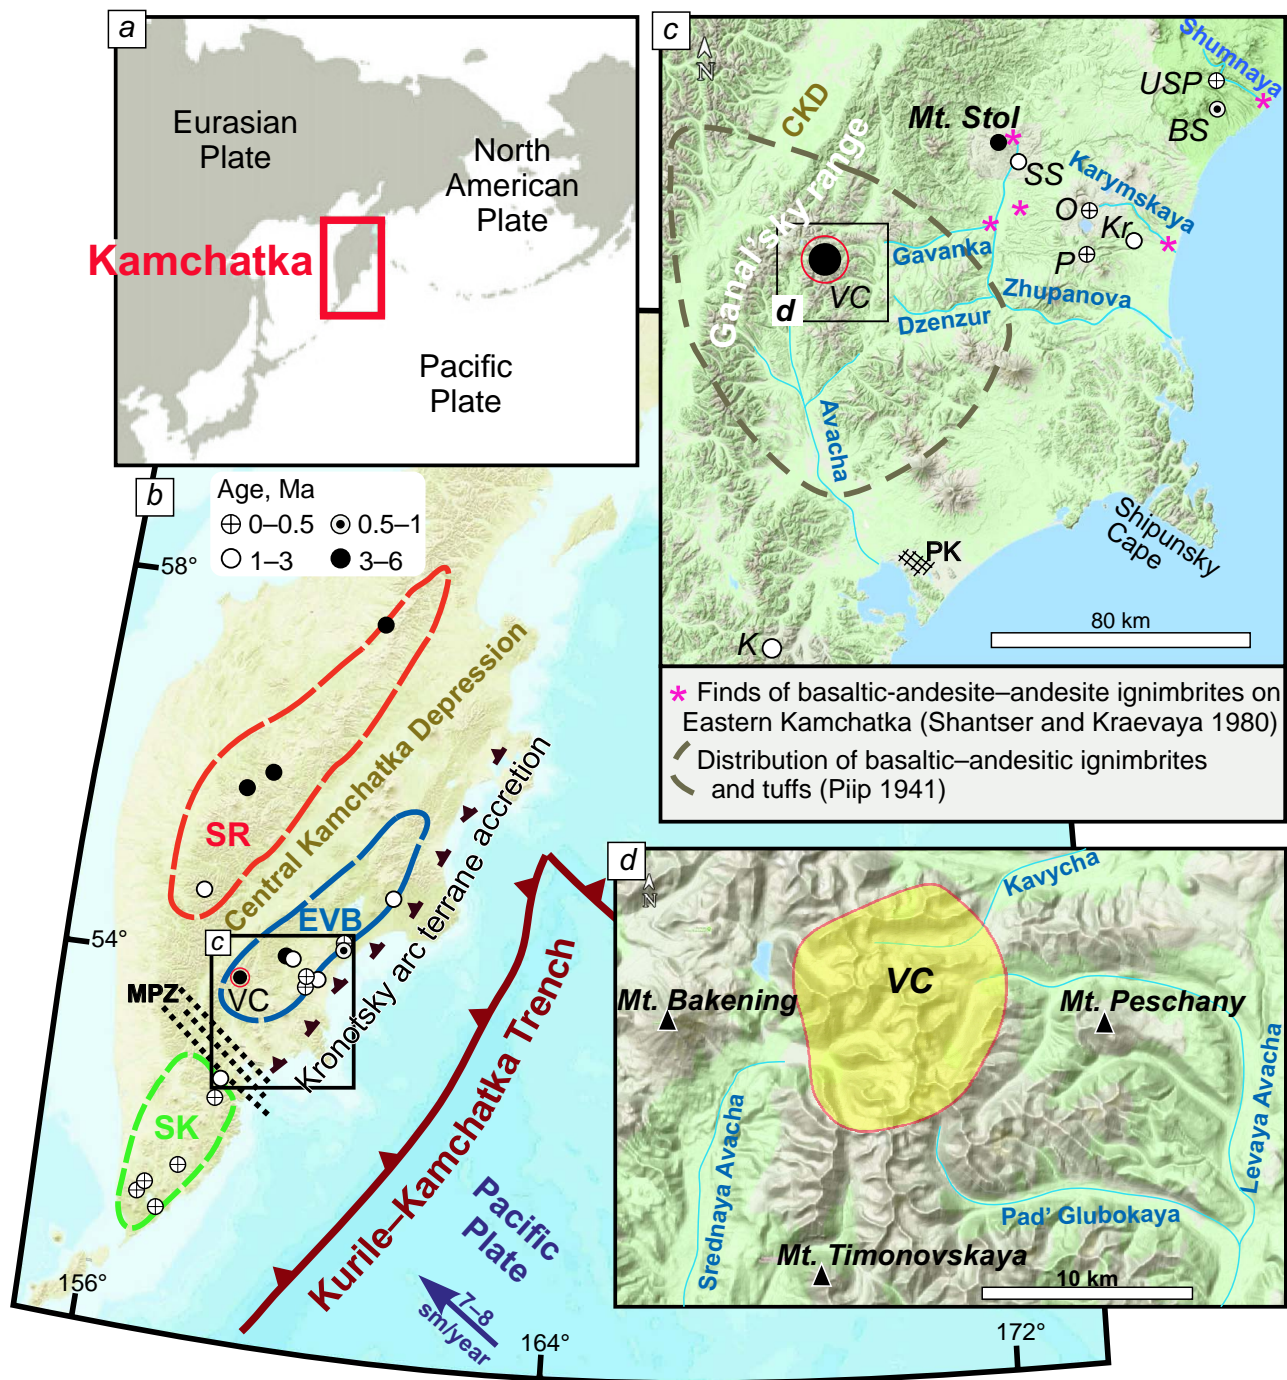 a
Eurasian
Plate
North
American
Plate
Kamchatka
Pacific
Plate
b
Age, Ma
0–0.5
0.5–1
1–3
3–6
58°
54°
156°
164°
172°
SR
Central Kamchatka Depression
EVB
c
VC
MPZ
SK
Kronotsky arc terrane accretion
Kurile–Kamchatka Trench
Pacific
Plate
7–8
sm/year
c
N
CKD
Ganal'sky range
Mt. Stol
SS
Shumnaya
USP
BS
Karymskaya
O
Kr
P
Gavanka
VC
d
Dzenzur
Zhupanova
Avacha
PK
Shipunsky
Cape
K
80 km
* Finds of basaltic-andesite–andesite ignimbrites on
Eastern Kamchatka (Shantser and Kraevaya 1980)
Distribution of basaltic–andesitic ignimbrites
and tuffs (Piip 1941)
d
N
Kavycha
VC
Mt. Bakening
Mt. Peschany
Srednaya Avacha
Levaya Avacha
Pad' Glubokaya
Mt. Timonovskaya
10 km